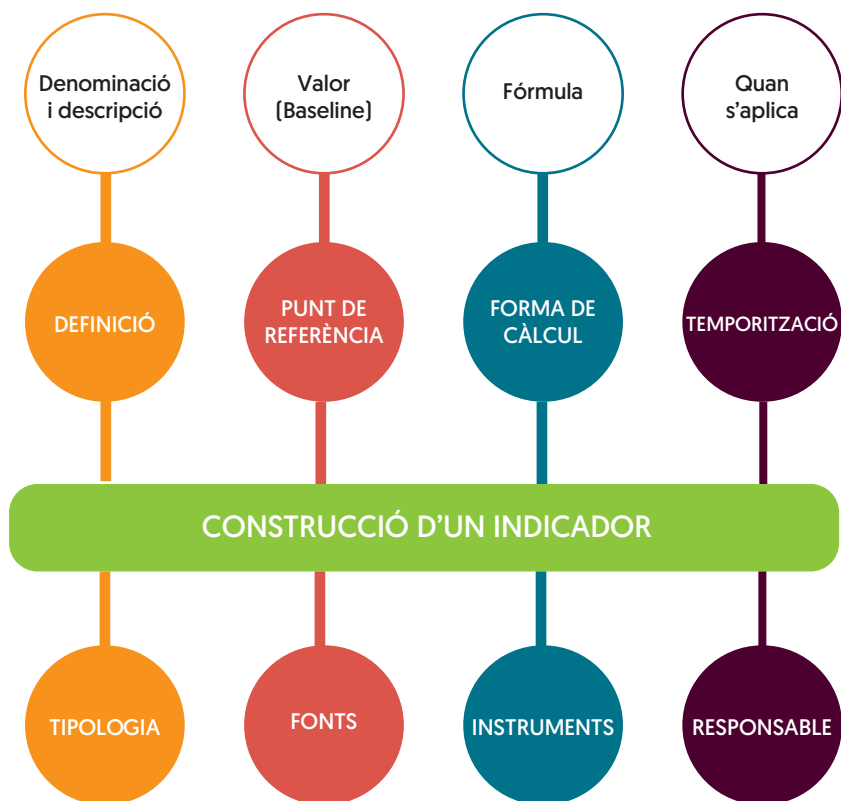 Denominació
i descripció
Valor
(Baseline)
Fórmula
Quan
s’aplica
DEFINICIÓ
PUNT DE
REFERÈNCIA
FORMA DE
CÀLCUL
TEMPORITZACIÓ
CONSTRUCCIÓ D’UN INDICADOR
TIPOLOGIA
FONTS
INSTRUMENTS
RESPONSABLE